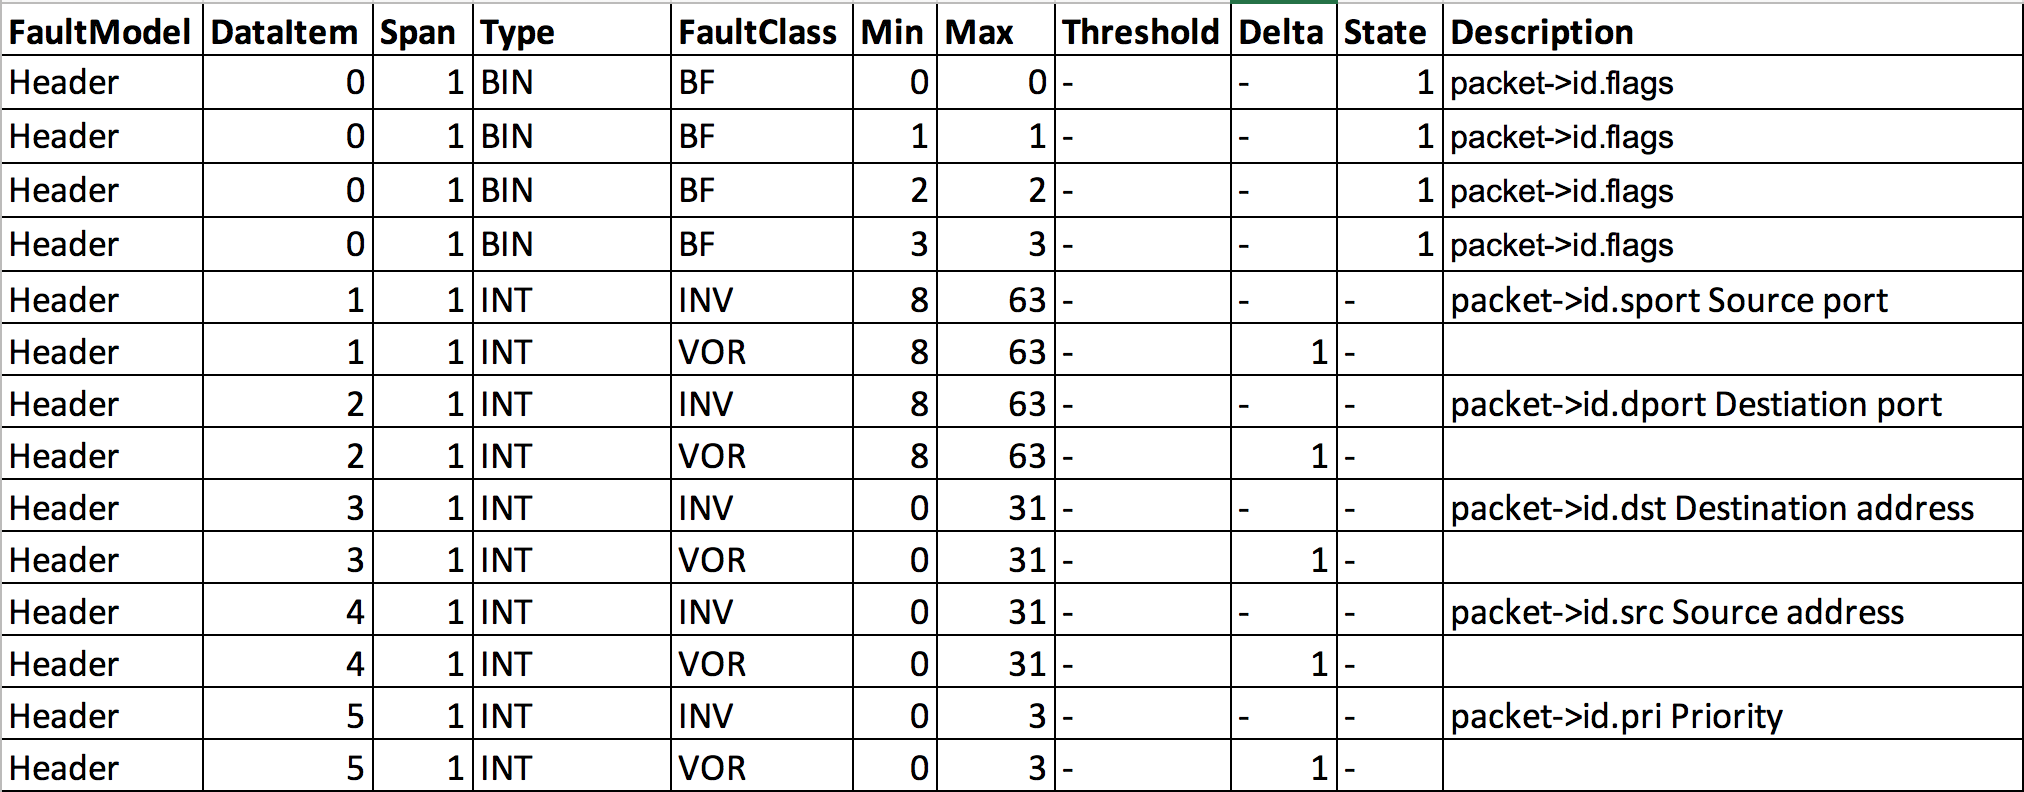 FaultModel DataItem Span Type FaultClass Min Max Threshold Delta State Description
Header 0 1 BIN BF 0 0 - - 1 packet->id.flags
Header 0 1 BIN BF 1 1 - - 1 packet->id.flags
Header 0 1 BIN BF 2 2 - - 1 packet->id.flags
Header 0 1 BIN BF 3 3 - - 1 packet->id.flags
Header 1 1 INT INV 8 63 - - - packet->id.sport Source port
Header 1 1 INT VOR 8 63 - 1 -
Header 2 1 INT INV 8 63 - - - packet->id.dport Destiation port
Header 2 1 INT VOR 8 63 - 1 -
Header 3 1 INT INV 0 31 - - - packet->id.dst Destination address
Header 3 1 INT VOR 0 31 - 1 -
Header 4 1 INT INV 0 31 - - - packet->id.src Source address
Header 4 1 INT VOR 0 31 - 1 -
Header 5 1 INT INV 0 3 - - - packet->id.pri Priority
Header 5 1 INT VOR 0 3 - 1 -